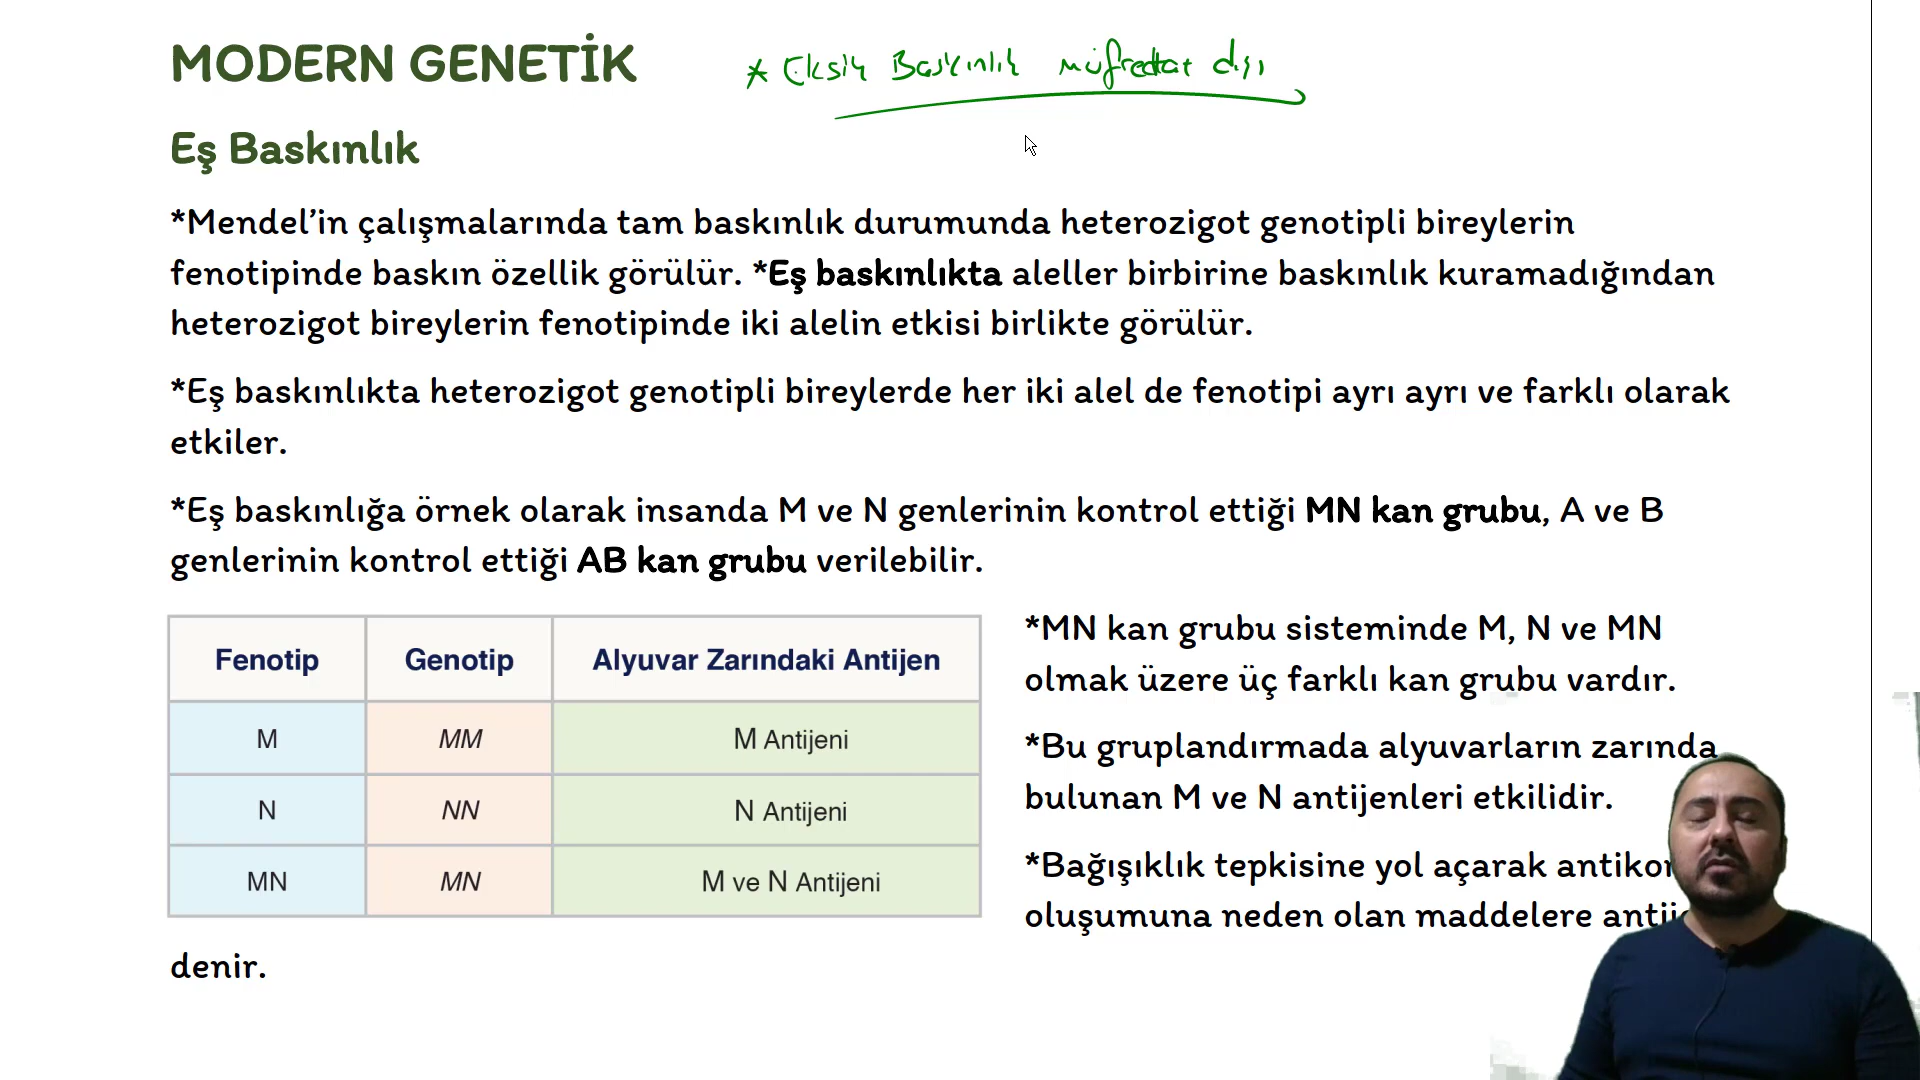 MODERN GENETİK
* Eksik Baskınlık müfredat dışı
Eş Baskınlık
*Mendel’in çalışmalarında tam baskınlık durumunda heterozigot genotipli bireylerin
fenotipinde baskın özellik görülür. *Eş baskınlıkta aleller birbirine baskınlık kuramadığından
heterozigot bireylerin fenotipinde iki alelin etkisi birlikte görülür.
*Eş baskınlıkta heterozigot genotipli bireylerde her iki alel de fenotipi ayrı ayrı ve farklı olarak
etkiler.
*Eş baskınlığa örnek olarak insanda M ve N genlerinin kontrol ettiği MN kan grubu, A ve B
genlerinin kontrol ettiği AB kan grubu verilebilir.
Fenotip Genotip Alyuvar Zarındaki Antijen
M MM M Antijeni
N NN N Antijeni
MN MN M ve N Antijeni
*MN kan grubu sisteminde M, N ve MN
olmak üzere üç farklı kan grubu vardır.
*Bu gruplandırmada alyuvarların zarında
bulunan M ve N antijenleri etkilidir.
*Bağışıklık tepkisine yol açarak
oluşumuna neden olan maddelere
denir.